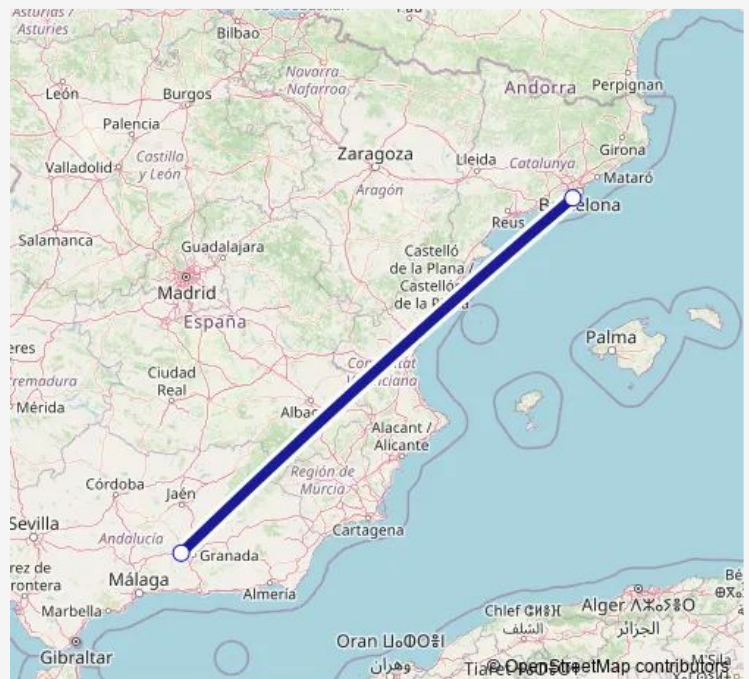 Asturias /
Asturies
Bilbao
Navarra
Nafarroa
Andorra
Perpignan
León
Burgos
Palencia
Girona
Zaragoza
Lleida
Catalunya
Valladolid
Castilla
y León
Mataró
Aragón
Reus
Salamanca
Guadalajara
Castelló
de la Plana /
de la
Madrid
España
Palma
Ciudad
Real
Mérida
Alacant /
Alicante
Región de
Murcia
Córdoba
Jaén
Sevilla
Andalucía
Granada
Cartagena
Málaga
Almería
Marbella
Gibraltar
Chlef
الشلف
Alger
الجزائر
Oran
وهران
© OpenStreetMap contributors